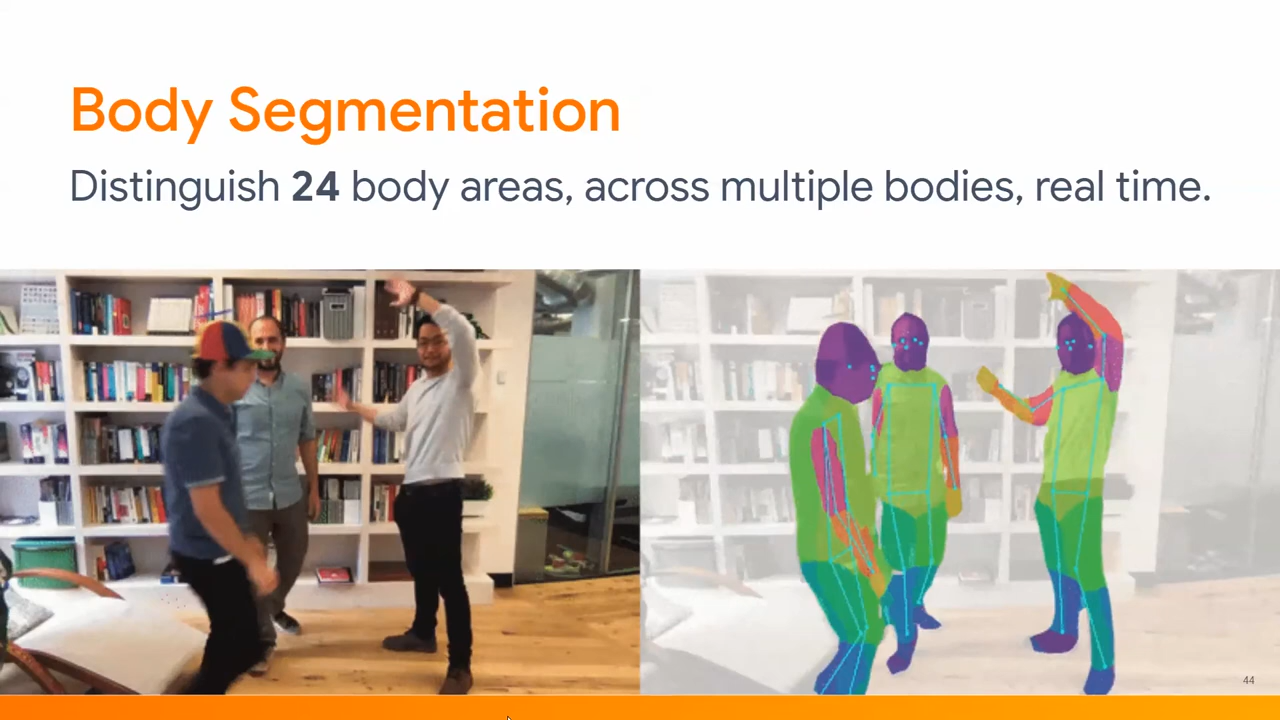 Body Segmentation
Distinguish 24 body areas, across multiple bodies, real time.
44